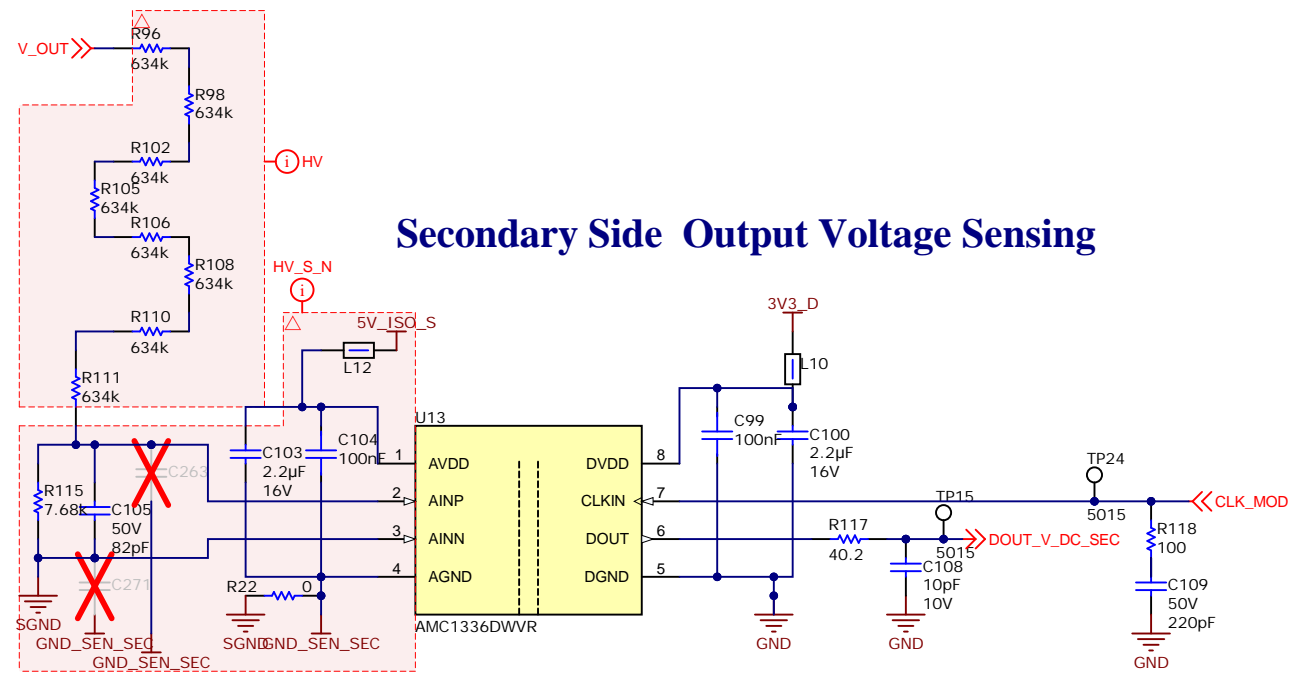 V_OUT
R96
634k
R98
634k
R102
634k
R105
634k
R106
634k
R108
634k
R110
634k
R111
634k
i HV
Secondary Side Output Voltage Sensing
HV_S_N
i
5V_ISO_S
L12
3V3_D
L10
U13
C103
2.2µF
16V
C104
100nF
C99
100nF
C100
2.2µF
16V
1 AVDD
2 AINP
3 AINN
4 AGND
DVDD 8
CLKIN 7
DOUT 6
DGND 5
AMC1336DWVR
C263
R115
7.68k
C105
50V
82pF
C271
SGND
GND_SEN_SEC
GND_SEN_SEC
R22 0
SGND
GND_SEN_SEC
GND
R117
40.2
TP15
5015
DOUT_V_DC_SEC
C108
10pF
10V
GND
TP24
5015
CLK_MOD
R118
100
C109
50V
220pF
GND